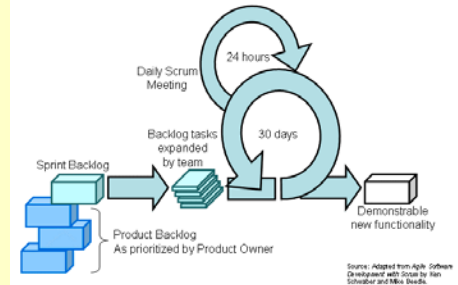 24 hours
Daily Scrum
Meeting
Backlog tasks
expanded
by team
30 days
Sprint Backlog
Product Backlog
As prioritized by Product Owner
Demonstrable
new functionality
Source: Adapted from Agile Software
Development with Scrum by Ken
Schwaber and Mike Beedle.